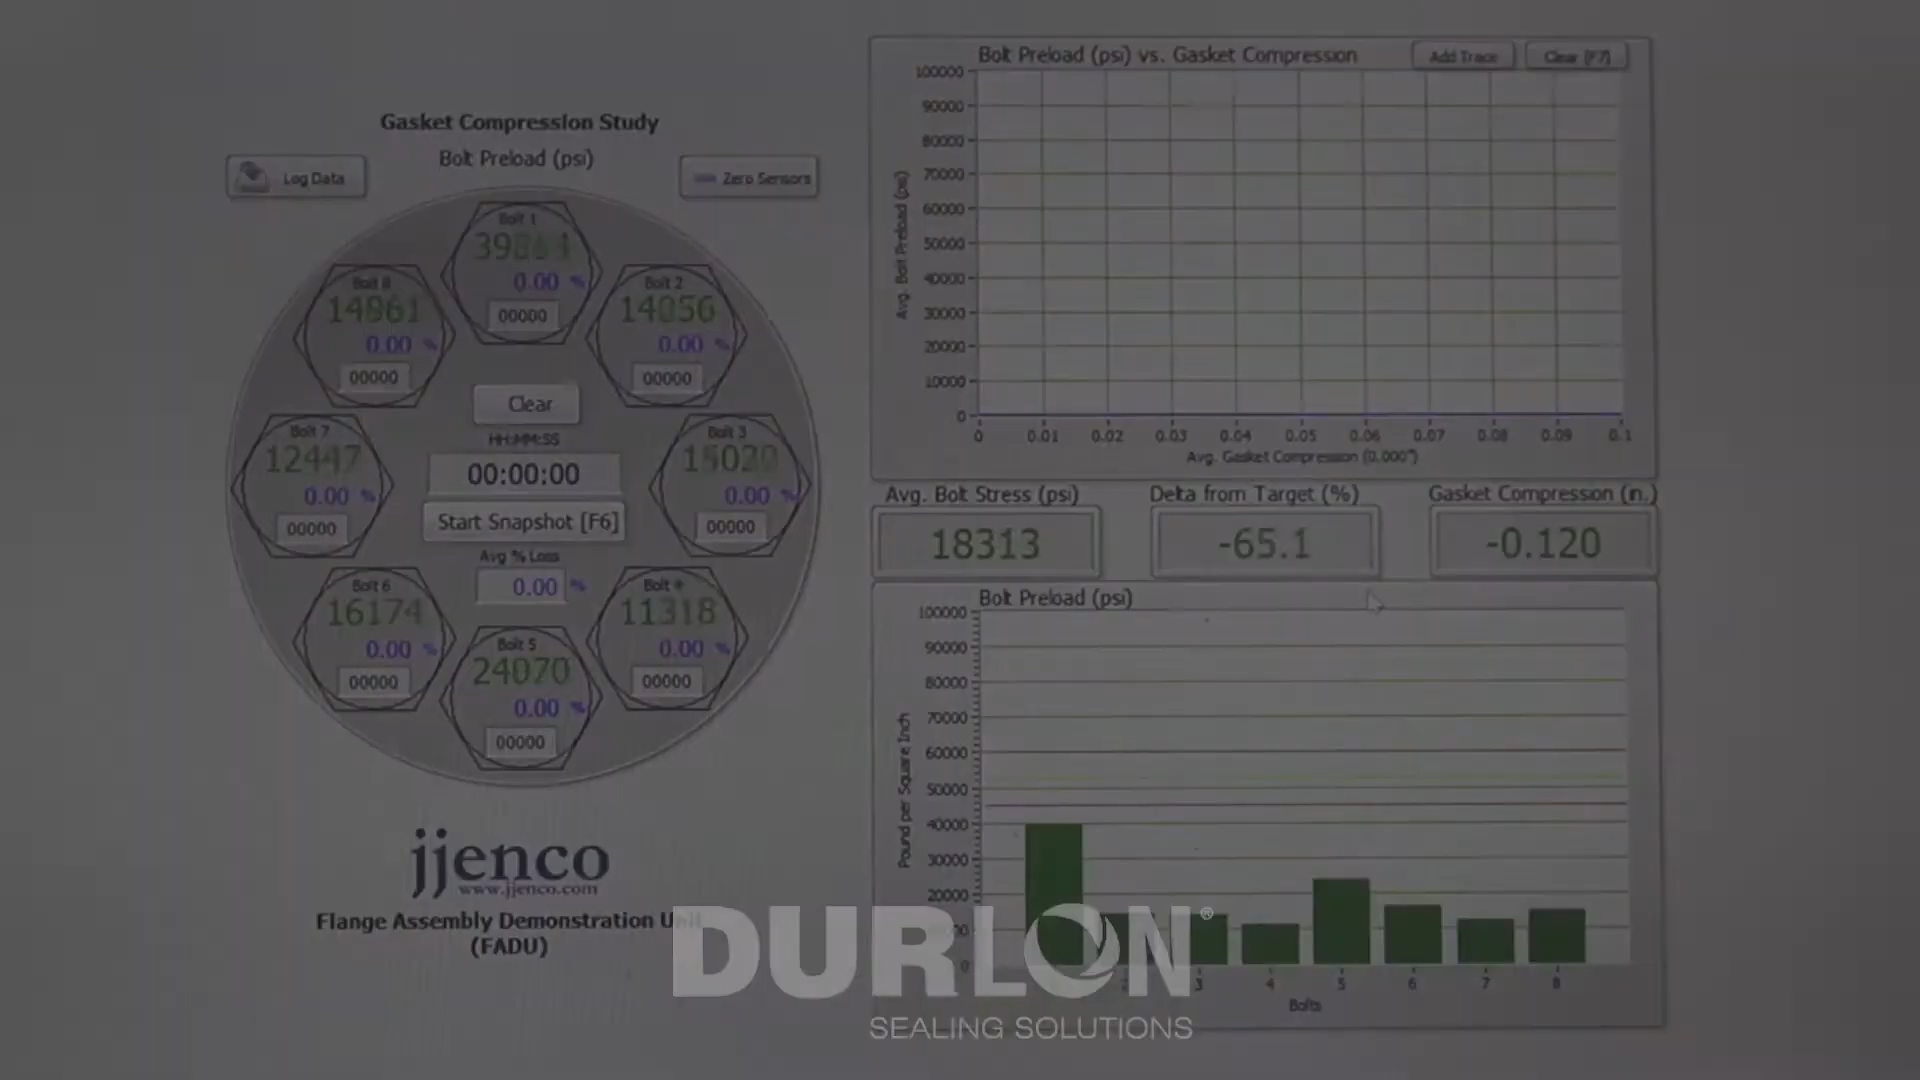 Gasket Compression Study
Bolt Preload (psi)
Log Data
Zero Sensors
Bolt 1
0.00 %
00000
Bolt 8
14861
0.00 %
00000
Bolt 2
14056
0.00 %
00000
Clear
HH:MM:SS
00:00:00
Start Snapshot [F6]
Avg % Loss
0.00 %
Bolt 7
12447
0.00 %
00000
Bolt 3
15020
0.00 %
00000
Bolt 6
16174
0.00 %
00000
Bolt 4
11318
0.00 %
00000
Bolt 5
24070
0.00 %
00000
jjenco
www.jjenco.com
Flange Assembly Demonstration
(FADU)
Bolt Preload (psi) vs. Gasket Compression
Add Trace
Clear [F7]
100000
90000
80000
70000
60000
50000
40000
30000
20000
10000
0
Avg. Bolt Preload (psi)
0 0.01 0.02 0.03 0.04 0.05 0.06 0.07 0.08 0.09 0.1
Avg. Gasket Compression (0.000")
Avg. Bolt Stress (psi)
18313
Delta from Target (%)
-65.1
Gasket Compression (in.)
-0.120
Bolt Preload (psi)
100000
90000
80000
70000
60000
50000
40000
30000
20000
0
Pound per Square Inch
2 3 4 5 6 7 8
Bolts
DURLON®
SEALING SOLUTIONS